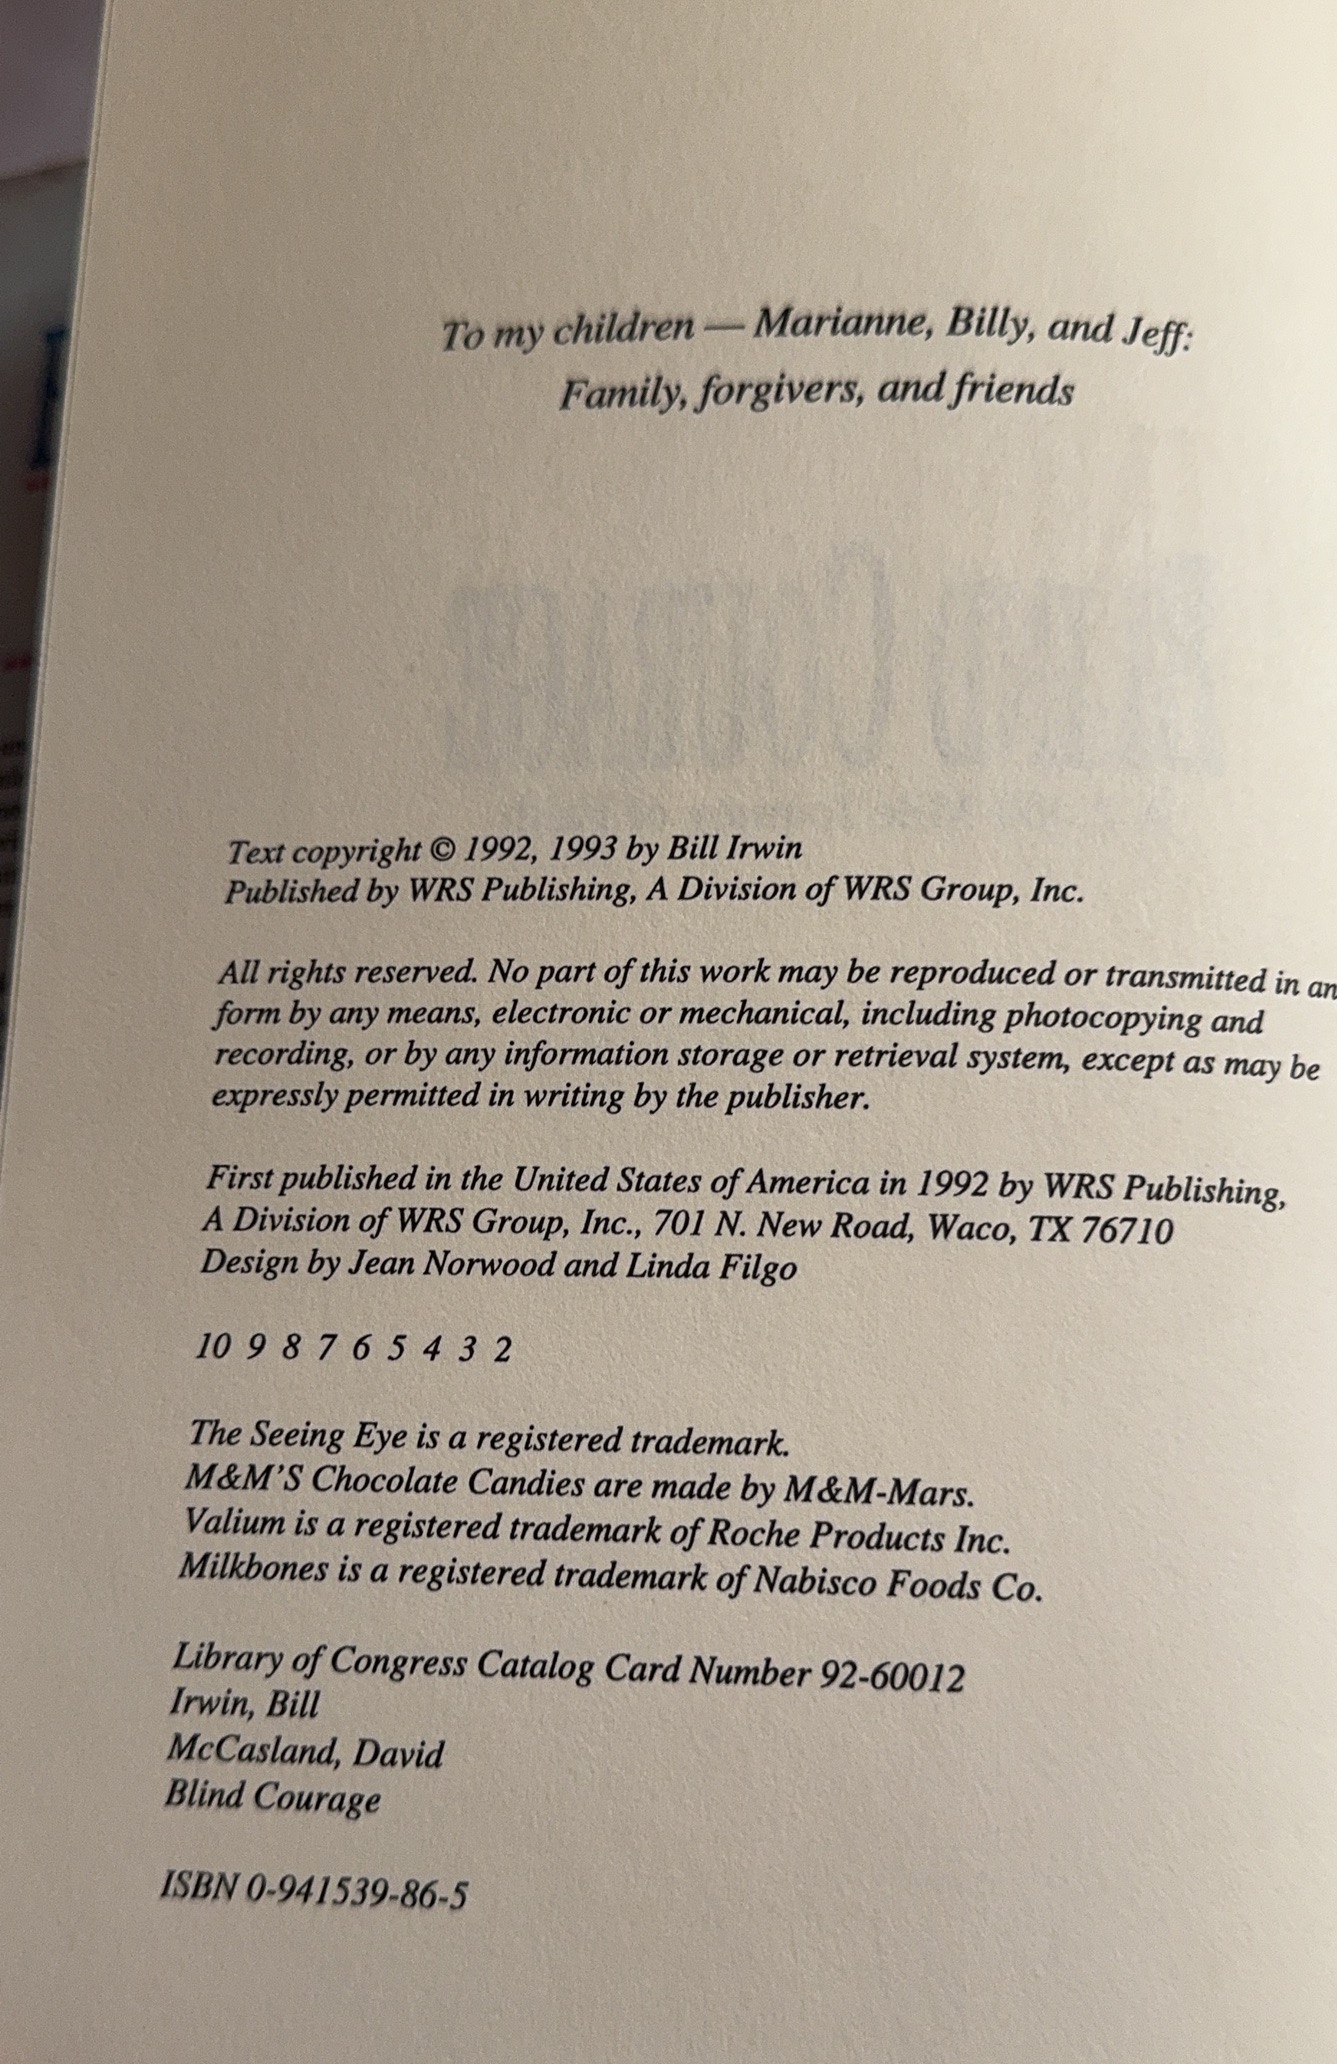 To my children — Marianne, Billy, and Jeff:
Family, forgivers, and friends
Text copyright © 1992, 1993 by Bill Irwin
Published by WRS Publishing, A Division of WRS Group, Inc.
All rights reserved. No part of this work may be reproduced or transmitted in an
form by any means, electronic or mechanical, including photocopying and
recording, or by any information storage or retrieval system, except as may be
expressly permitted in writing by the publisher.
First published in the United States of America in 1992 by WRS Publishing,
A Division of WRS Group, Inc., 701 N. New Road, Waco, TX 76710
Design by Jean Norwood and Linda Filgo
10 9 8 7 6 5 4 3 2
The Seeing Eye is a registered trademark.
M&M'S Chocolate Candies are made by M&M-Mars.
Valium is a registered trademark of Roche Products Inc.
Milkbones is a registered trademark of Nabisco Foods Co.
Library of Congress Catalog Card Number 92-60012
Irwin, Bill
McCasland, David
Blind Courage
ISBN 0-941539-86-5